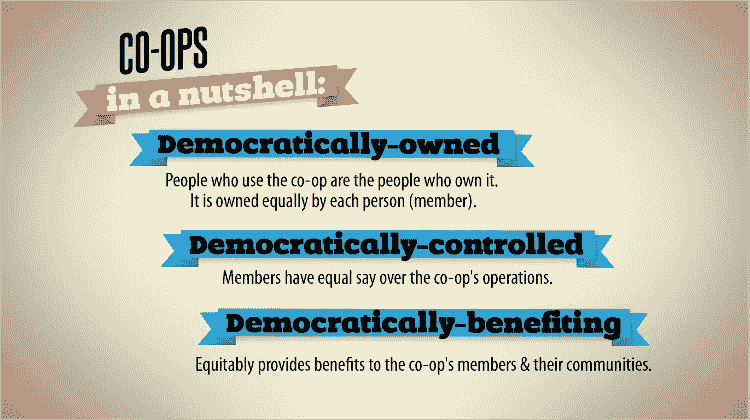 CO-OPS
in a nutshell:
Democratically-owned
People who use the co-op are the people who own it.
It is owned equally by each person (member).
Democratically-controlled
Members have equal say over the co-op's operations.
Democratically-benefiting
Equitably provides benefits to the co-op's members & their communities.